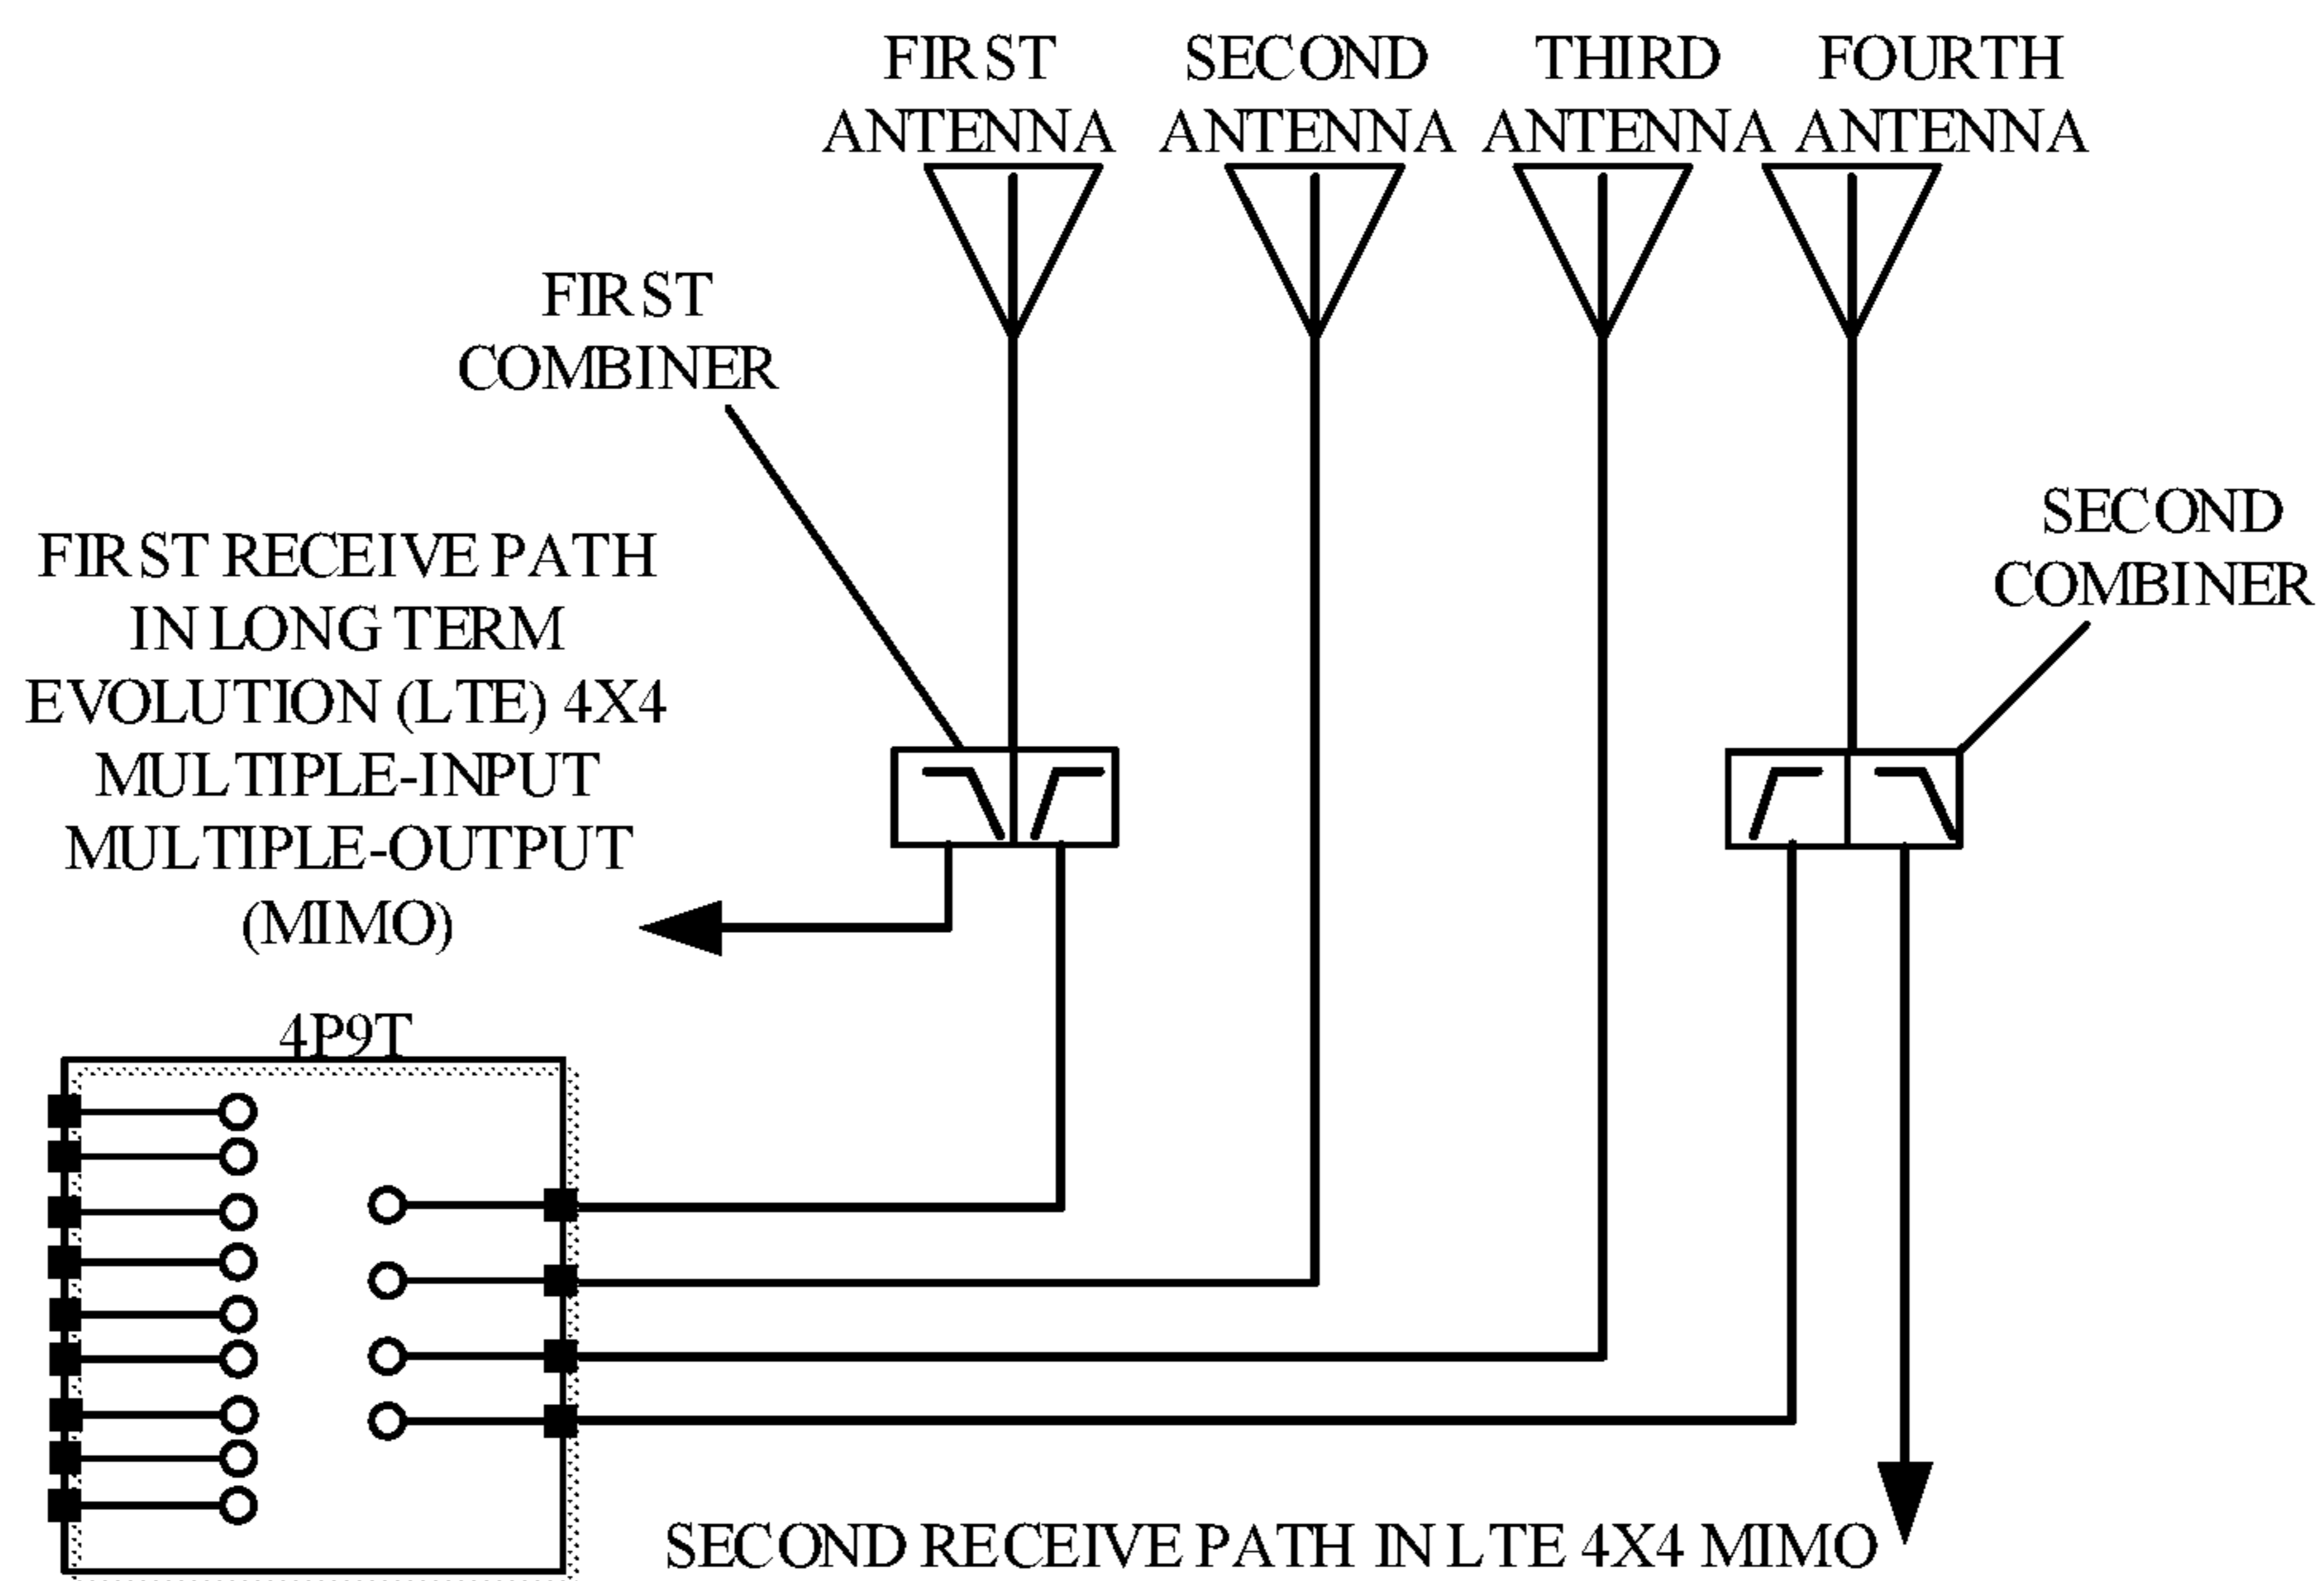 FIRST
ANTENNA
SECOND
ANTENNA
THIRD
ANTENNA
FOURTH
ANTENNA
FIRST
COMBINER
SECOND
COMBINER
FIRST RECEIVE PATH
IN LONG TERM
EVOLUTION (LTE) 4X4
MULTIPLE-INPUT
MULTIPLE-OUTPUT
(MIMO)
4P9T
SECOND RECEIVE PATH IN LTE 4X4 MIMO